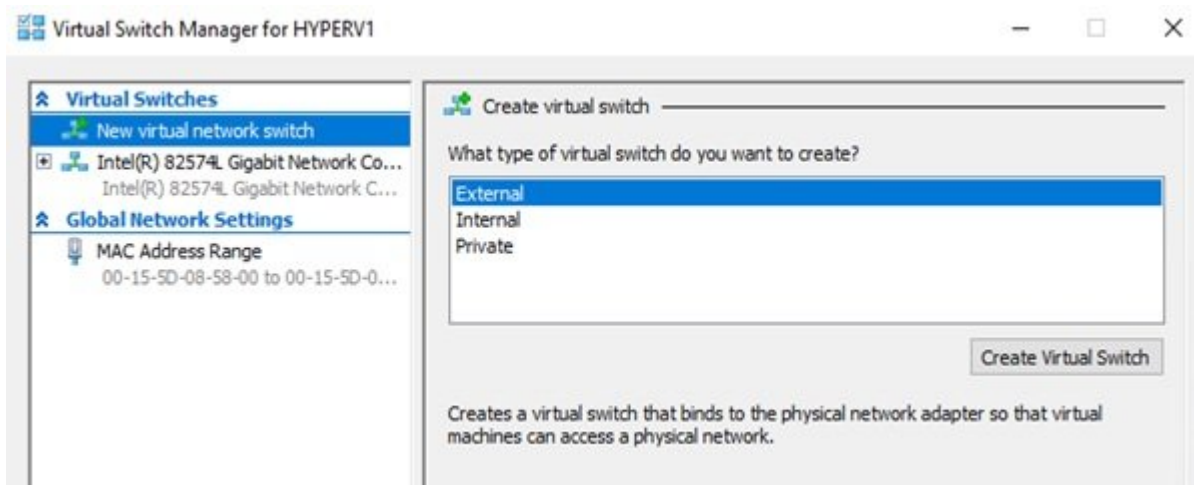 Virtual Switch Manager for HYPERV1
Virtual Switches
New virtual network switch
Intel(R) 82574L Gigabit Network Co...
Intel(R) 82574L Gigabit Network C...
Global Network Settings
MAC Address Range
00-15-5D-08-58-00 to 00-15-5D-0...
Create virtual switch
What type of virtual switch do you want to create?
External
Internal
Private
Create Virtual Switch
Creates a virtual switch that binds to the physical network adapter so that virtual
machines can access a physical network.